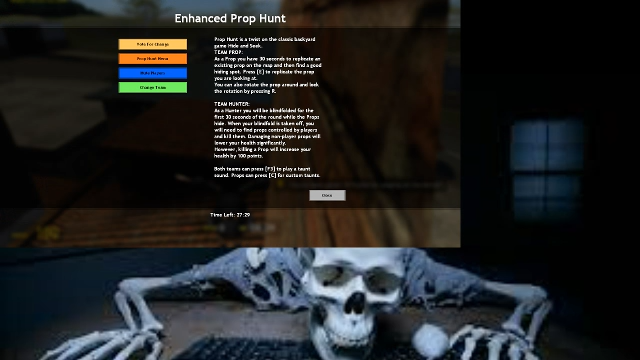 Enhanced Prop Hunt
Vote For Change
Prop Hunt Menu
Mute Players
Change Team
Prop Hunt is a twist on the classic backyard
game Hide and Seek.
TEAM PROP:
As a Prop you have 30 seconds to replicate an
existing prop on the map and then find a good
hiding spot. Press [E] to replicate the prop
you are looking at.
You can also rotate the prop around and lock
the rotation by pressing R.
TEAM HUNTER:
As a Hunter you will be blindfolded for the
first 30 seconds of the round while the Props
hide. When your blindfold is taken off, you
will need to find props controlled by players
and kill them. Damaging non-player props will
lower your health significantly.
However, killing a Prop will increase your
health by 100 points.
Both teams can press [F3] to play a taunt
sound. Props can press [C] for custom taunts.
Close
Time Left: 27:29